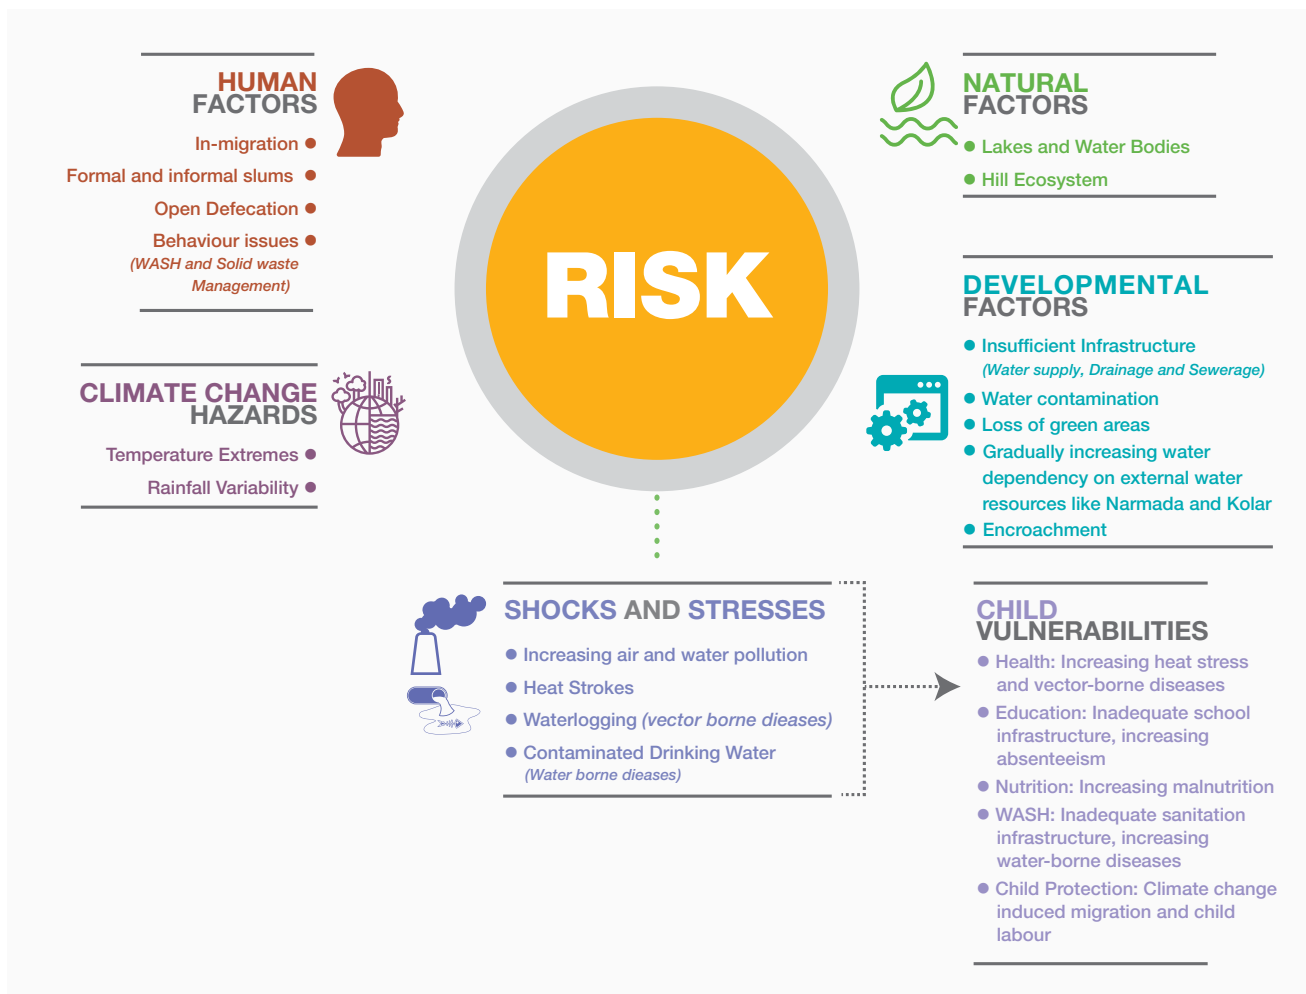 HUMAN
FACTORS
In-migration
Formal and informal slums
Open Defecation
Behaviour issues
(WASH and Solid waste
Management)
CLIMATE CHANGE
HAZARDS
Temperature Extremes
Rainfall Variability
RISK
NATURAL
FACTORS
Lakes and Water Bodies
Hill Ecosystem
DEVELOPMENTAL
FACTORS
Insufficient Infrastructure
(Water supply, Drainage and Sewerage)
Water contamination
Loss of green areas
Gradually increasing water
dependency on external water
resources like Narmada and Kolar
Encroachment
SHOCKS AND STRESSES
Increasing air and water pollution
Heat Strokes
Waterlogging (vector borne dieases)
Contaminated Drinking Water
(Water borne dieases)
CHILD
VULNERABILITIES
Health: Increasing heat stress
and vector-borne diseases
Education: Inadequate school
infrastructure, increasing
absenteeism
Nutrition: Increasing malnutrition
WASH: Inadequate sanitation
infrastructure, increasing
water-borne diseases
Child Protection: Climate change
induced migration and child
labour